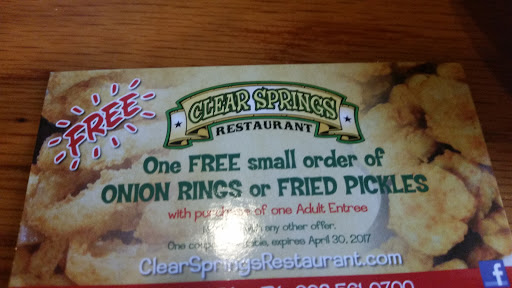 FREE
CLEAR SPRINGS
RESTAURANT
One FREE small order of
ONION RINGS or FRIED PICKLES
with purchase of one Adult Entree
with any other offer.
One expires April 30, 2017
ClearSpringsRestaurant.com
f